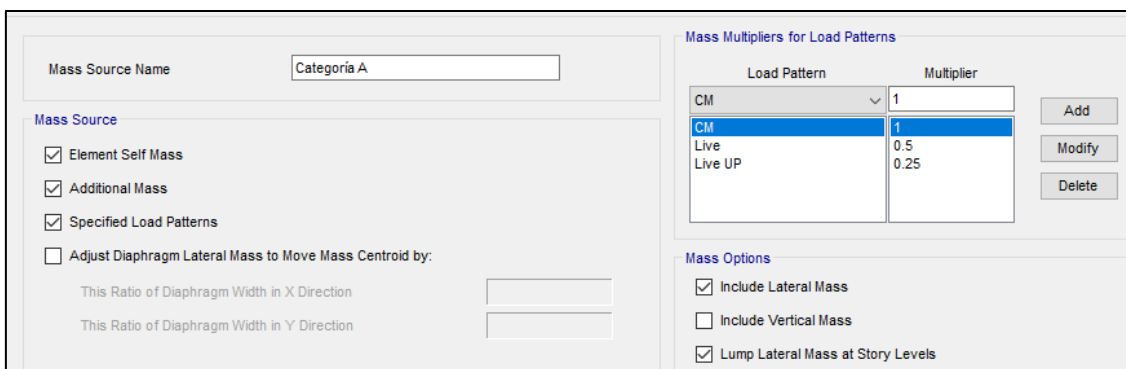 Mass Source Name
Categoría A
Mass Source
Element Self Mass
Additional Mass
Specified Load Patterns
Adjust Diaphragm Lateral Mass to Move Mass Centroid by:
This Ratio of Diaphragm Width in X Direction
This Ratio of Diaphragm Width in Y Direction
Mass Multipliers for Load Patterns
Load Pattern Multiplier
CM 1
CM 1
Live 0.5
Live UP 0.25
Add
Modify
Delete
Mass Options
Include Lateral Mass
Include Vertical Mass
Lump Lateral Mass at Story Levels